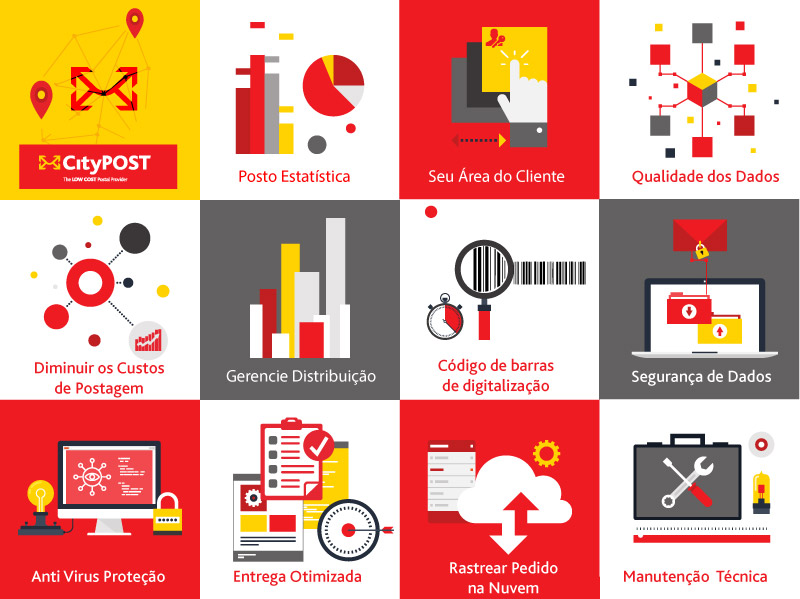 CityPOST
The LOW COST Postal Provider
Posto Estatística
Seu Área do Cliente
Qualidade dos Dados
Diminuir os Custos
de Postagem
Gerencie Distribuição
Código de barras
de digitalização
Segurança de Dados
Anti Virus Proteção
Entrega Otimizada
Rastrear Pedido
na Nuvem
Manutenção Técnica